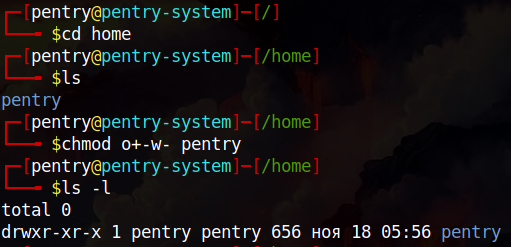 ┌─[pentry@pentry-system]─[/]
└──╼ $cd home
┌─[pentry@pentry-system]─[/home]
└──╼ $ls
pentry
┌─[pentry@pentry-system]─[/home]
└──╼ $chmod o+-w- pentry
┌─[pentry@pentry-system]─[/home]
└──╼ $ls -l
total 0
drwxr-xr-x 1 pentry pentry 656 ноя 18 05:56 pentry